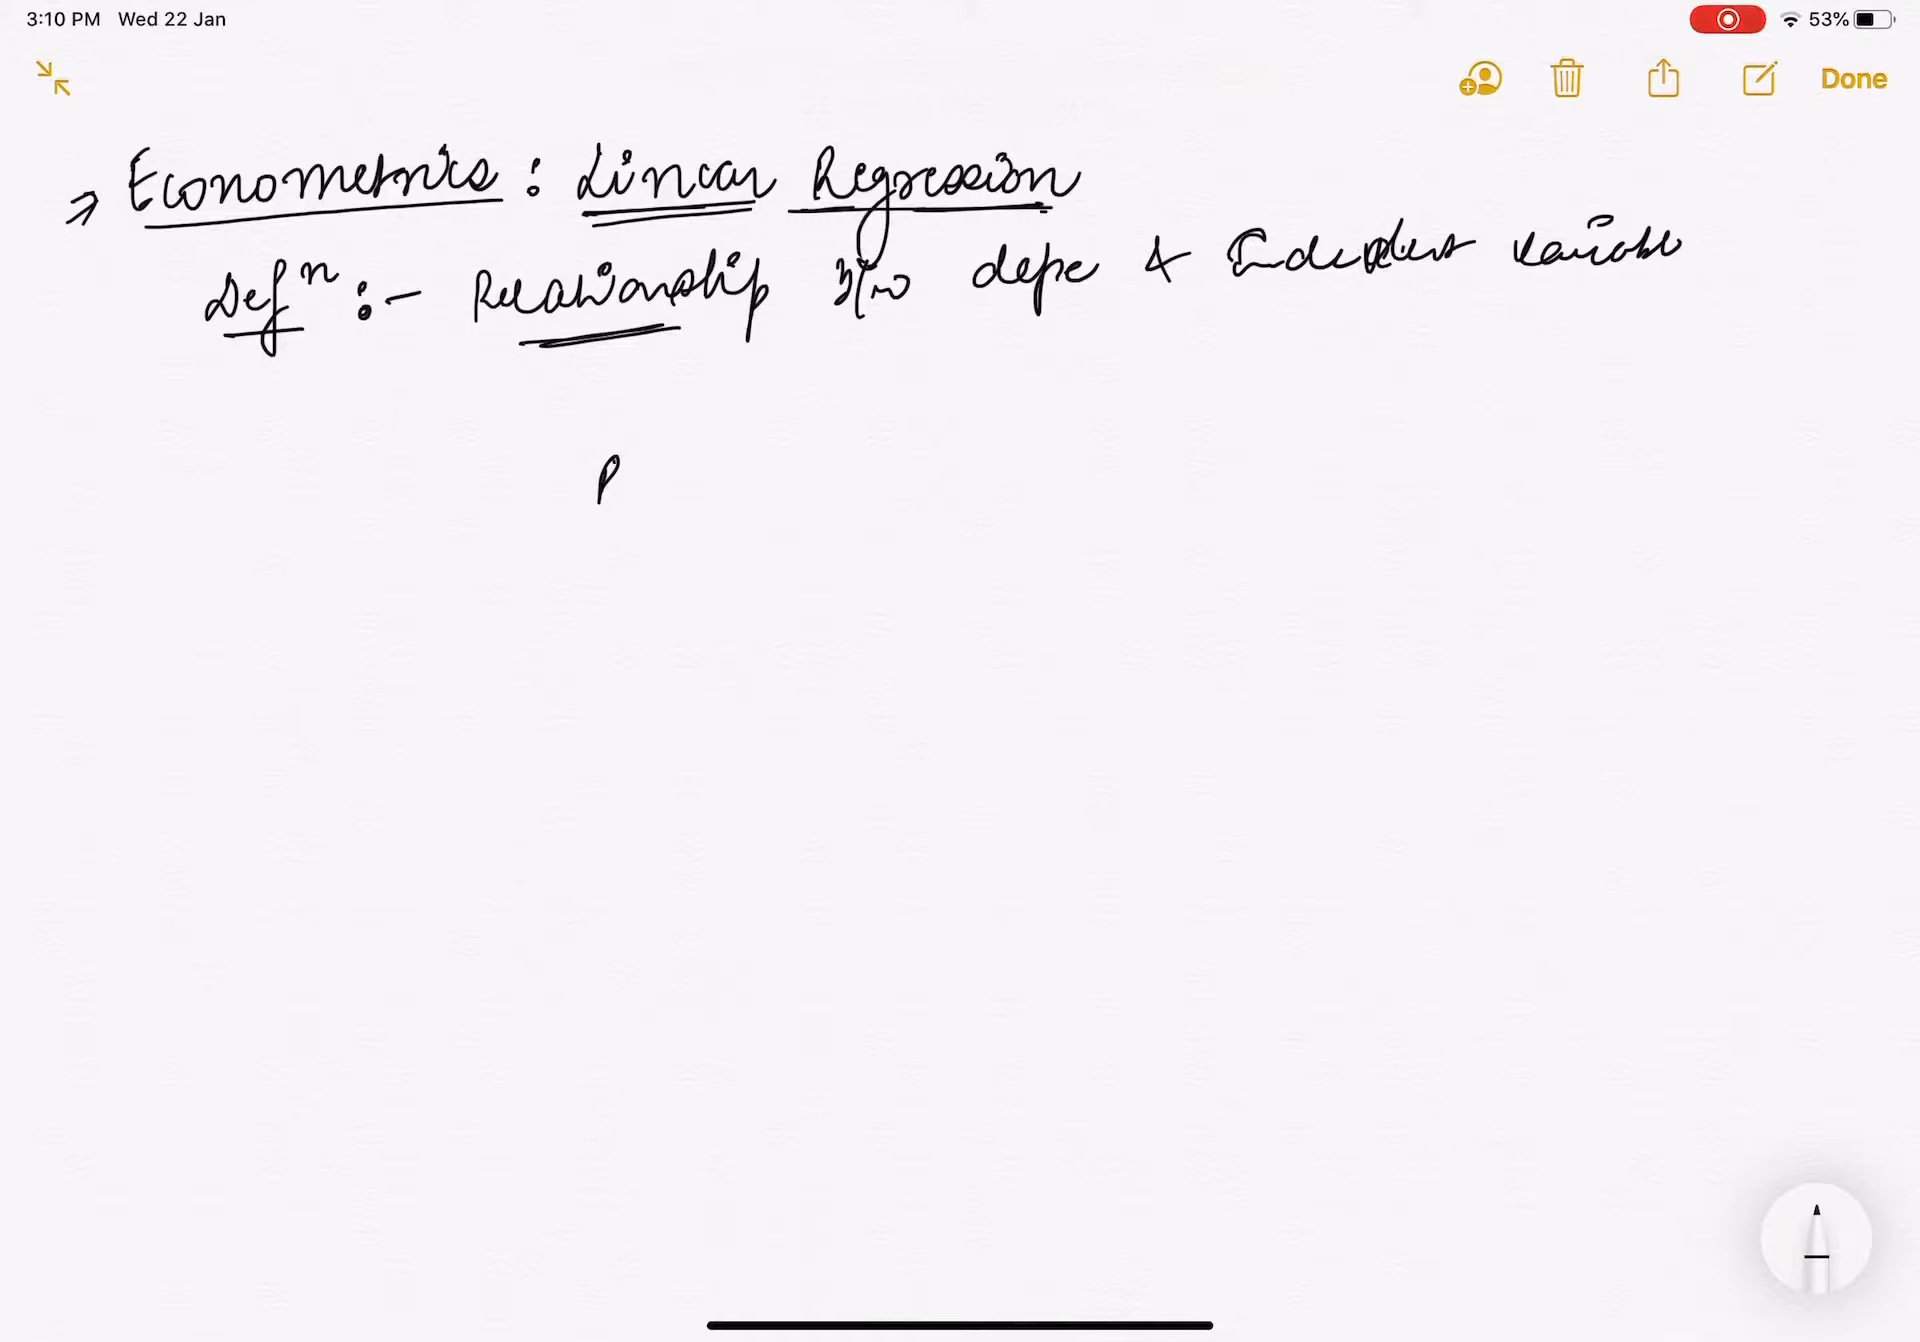 3:10 PM Wed 22 Jan 53%
Done
⇒ Econometrics : Linear Regression
Defⁿ :- Relationship b/w depe & Independent variable
P